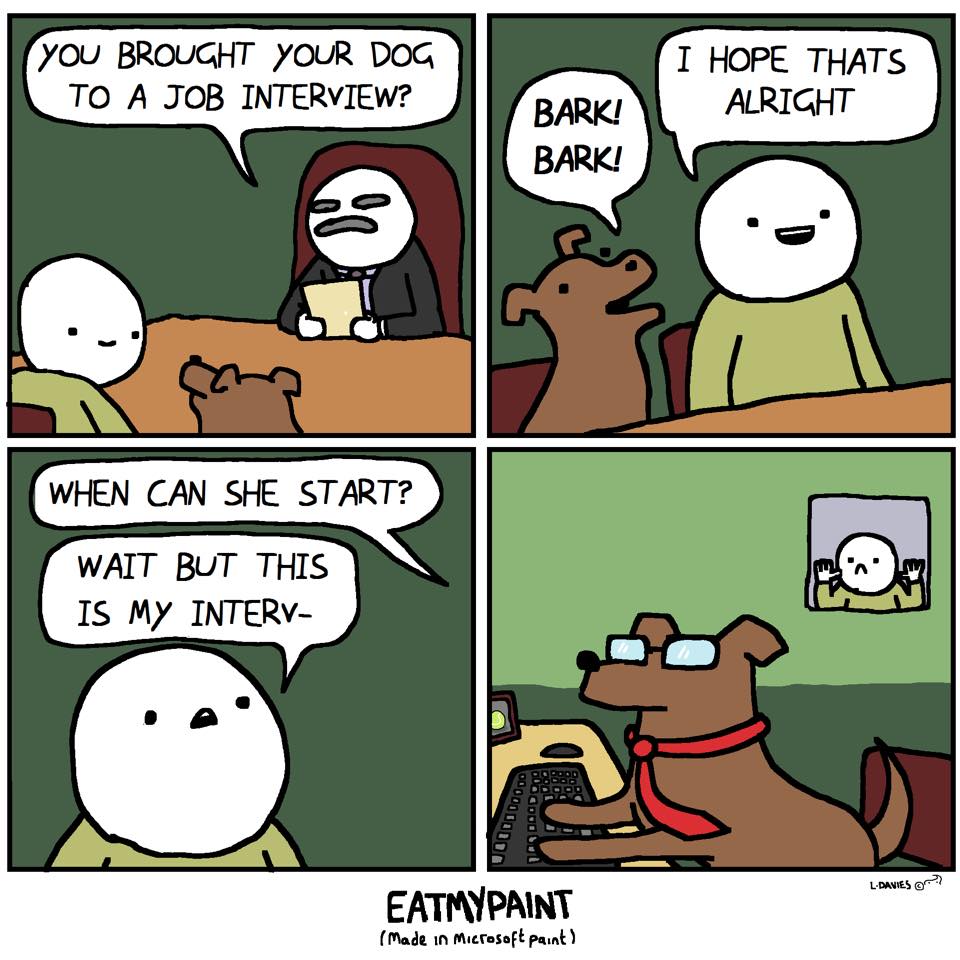 YOU BROUGHT YOUR DOG
TO A JOB INTERVIEW?
BARK!
BARK!
I HOPE THATS
ALRIGHT
WHEN CAN SHE START?
WAIT BUT THIS
IS MY INTERV-
L.DAVIES ©
EATMYPAINT
(Made in Microsoft paint)